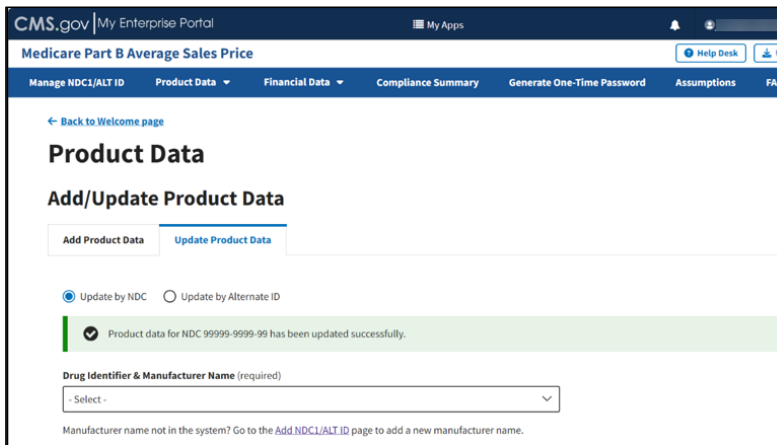 CMS.gov My Enterprise Portal
My Apps
Medicare Part B Average Sales Price
Help Desk
Manage NDC1/ALT ID Product Data Financial Data Compliance Summary Generate One-Time Password Assumptions
← Back to Welcome page
Product Data
Add/Update Product Data
Add Product Data Update Product Data
Update by NDC Update by Alternate ID
Product data for NDC 99999-9999-99 has been updated successfully.
Drug Identifier & Manufacturer Name (required)
- Select -
Manufacturer name not in the system? Go to the Add NDC1/ALT ID page to add a new manufacturer name.